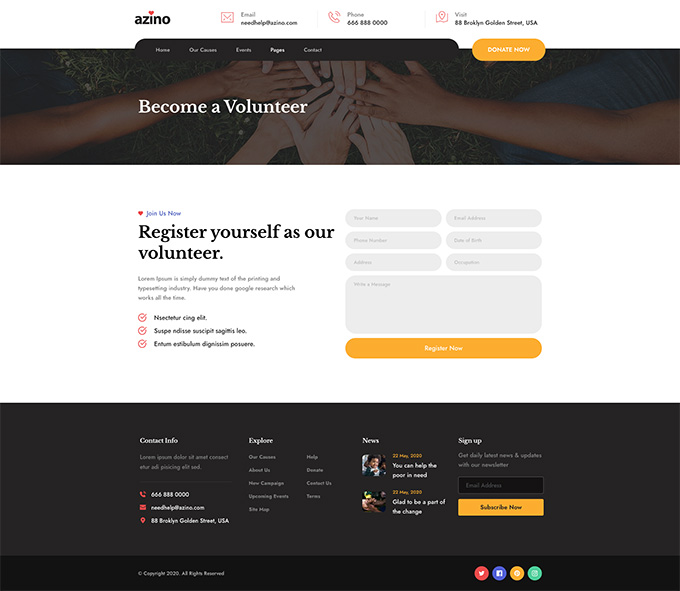 azino
Email
needhelp@azino.com
Phone
666 888 0000
Visit
88 Broklyn Golden Street, USA
Home
Our Causes
Events
Pages
Contact
DONATE NOW
Become a Volunteer
Join Us Now
Register yourself as our
volunteer.
Lorem Ipsum is simply dummy text of the printing and
typesetting industry. Have you done google research which
works all the time.
Nsectetur cing elit.
Suspe ndisse suscipit sagittis leo.
Entum estibulum dignissim posuere.
Your Name
Email Address
Phone Number
Date of Birth
Address
Occupation
Write a Message
Register Now
Contact Info
Lorem ipsum dolor sit amet consect
etur adi pisicing elit sed.
666 888 0000
needhelp@azino.com
88 Broklyn Golden Street, USA
Explore
Our Causes
About Us
New Campaign
Upcoming Events
Site Map
Help
Donate
Contact Us
Terms
News
22 May, 2020
You can help the
poor in need
22 May, 2020
Glad to be a part of
the change
Sign up
Get daily latest news & updates
with our newsletter
Email Address
Subscribe Now
© Copyright 2020. All Rights Reserved